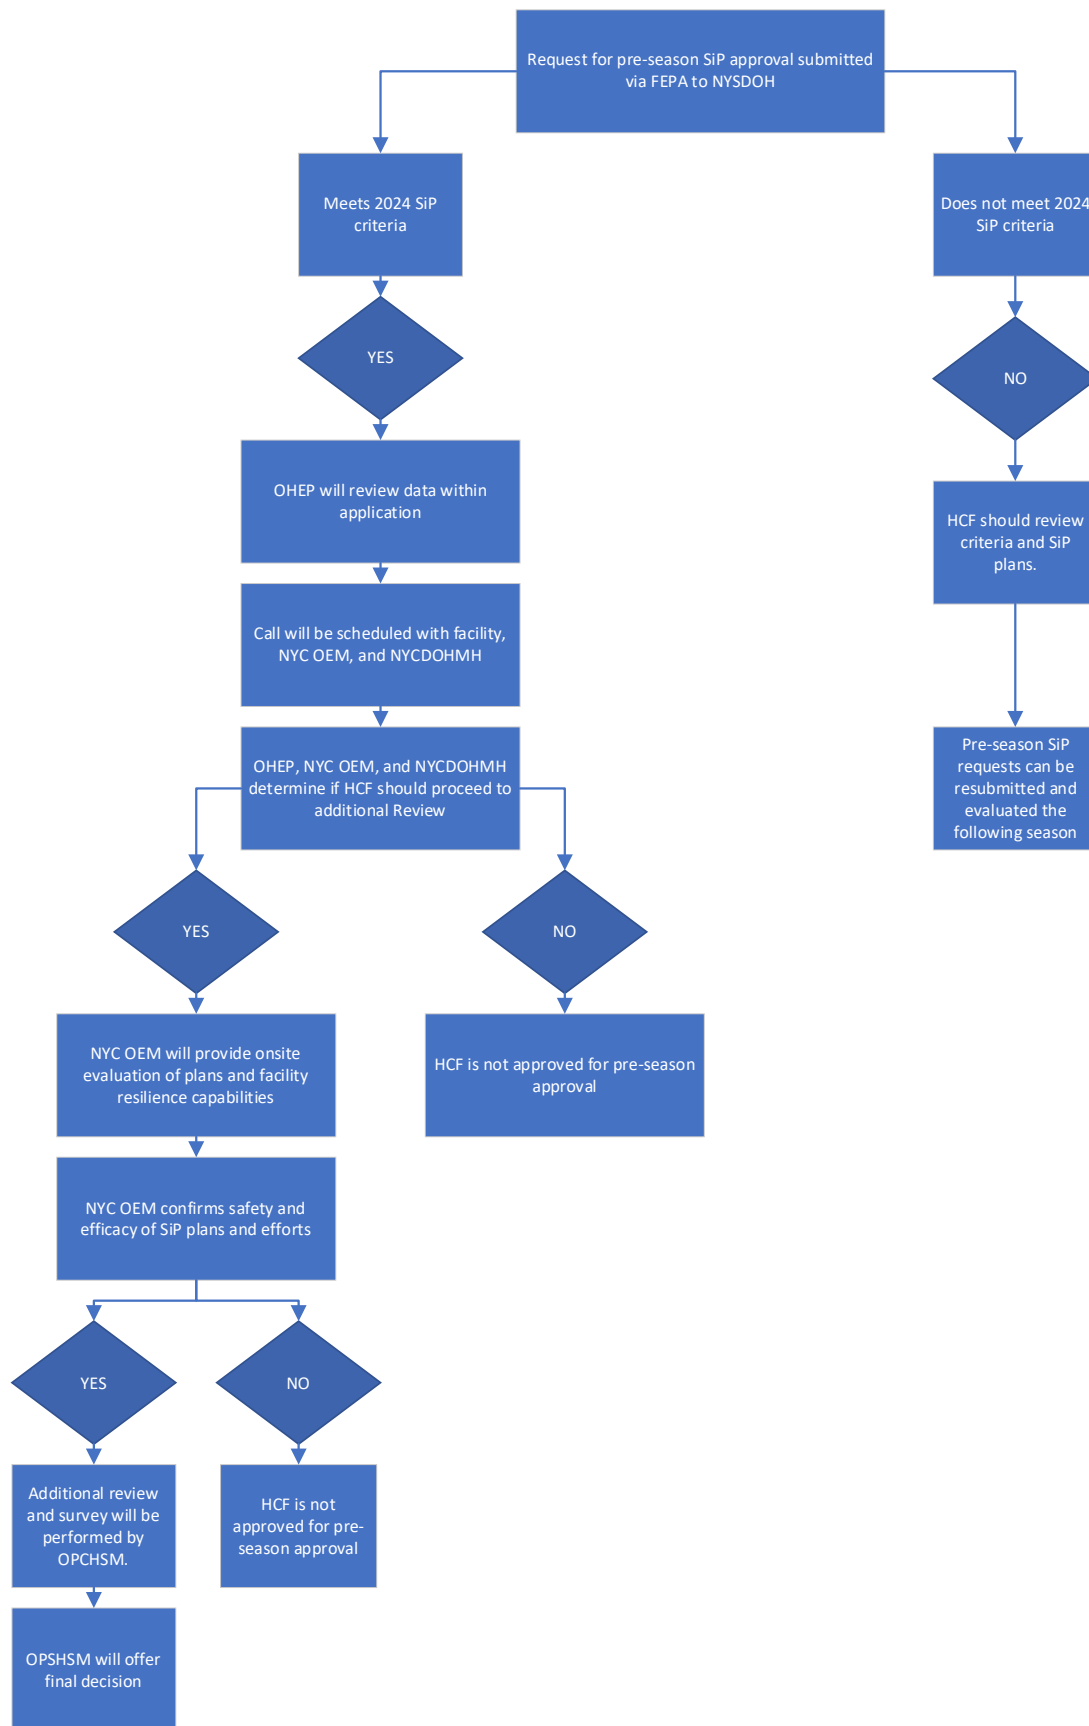 Request for pre-season SiP approval submitted
via FEPA to NYSDOH
Meets 2024 SiP
criteria
Does not meet 2024
SiP criteria
YES
NO
OHEP will review data within
application
HCF should review
criteria and SiP
plans.
Call will be scheduled with facility,
NYC OEM, and NYCDOHMH
OHEP, NYC OEM, and NYCDOHMH
determine if HCF should proceed to
additional Review
Pre-season SiP
requests can be
resubmitted and
evaluated the
following season
YES
NO
NYC OEM will provide onsite
evaluation of plans and facility
resilience capabilities
HCF is not approved for pre-season
approval
NYC OEM confirms safety and
efficacy of SiP plans and efforts
YES
NO
Additional review
and survey will be
performed by
OPCHSM.
HCF is not
approved for pre-
season approval
OPSHSM will offer
final decision